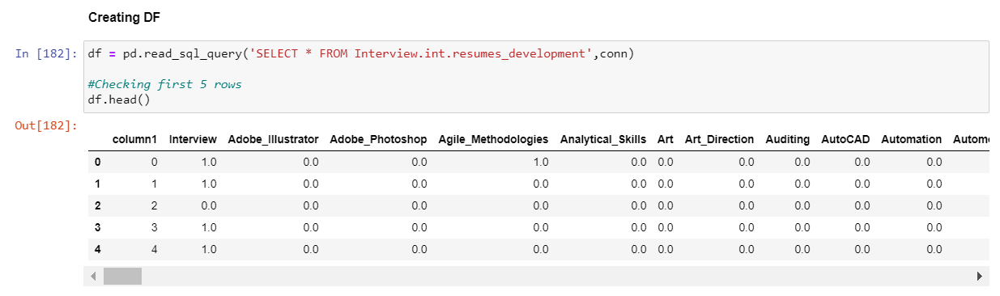 Creating DF
In [182]: df = pd.read_sql_query('SELECT * FROM Interview.int.resumes_development',conn)
#Checking first 5 rows
df.head()
Out[182]:
column1 Interview Adobe_Illustrator Adobe_Photoshop Agile_Methodologies Analytical_Skills Art Art_Direction Auditing AutoCAD Automation
0 0 1.0 0.0 0.0 1.0 0.0 0.0 0.0 0.0 0.0 0.0
1 1 1.0 0.0 0.0 0.0 0.0 0.0 0.0 0.0 0.0 0.0
2 2 0.0 0.0 0.0 0.0 0.0 0.0 0.0 0.0 0.0 0.0
3 3 1.0 0.0 0.0 0.0 0.0 0.0 0.0 0.0 0.0 0.0
4 4 1.0 0.0 0.0 0.0 0.0 0.0 0.0 0.0 0.0 0.0